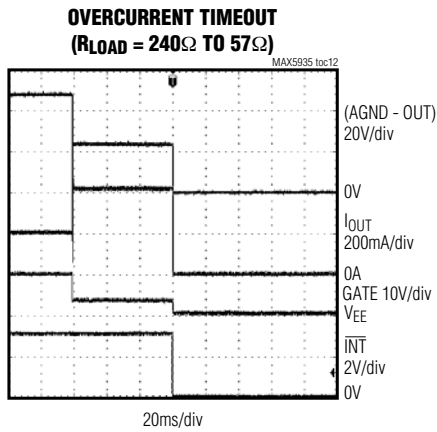 OVERCURRENT TIMEOUT
(RLOAD = 240Ω TO 57Ω)
MAX5935 toc12
(AGND - OUT)
20V/div
0V
IOUT
200mA/div
0A
GATE 10V/div
VEE
INT
2V/div
0V
20ms/div